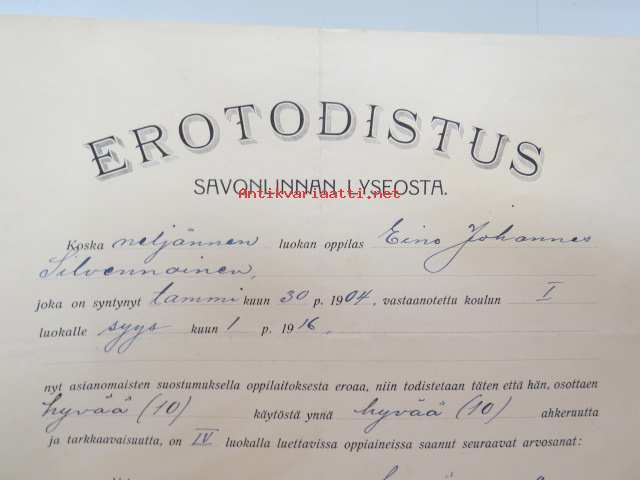 EROTODISTUS
SAVONLINNAN LYSEOSTA.
Antikvariaatti.net
Koska neljännen luokan oppilas Eino Johannes
Silvennoinen,
joka on syntynyt tammi kuun 30 p. 1904, vastaanotettu koulun I
luokalle syys kuun 1 p. 1916.
nyt asianomaisten suostumuksella oppilaitoksesta eroaa, niin todistetaan täten että hän, osottaen
hyvää (10) käytöstä ynnä hyvää (10) ahkeruutta
ja tarkkaavaisuutta, on IV luokalla luettavissa oppiaineissa saanut seuraavat arvosanat: